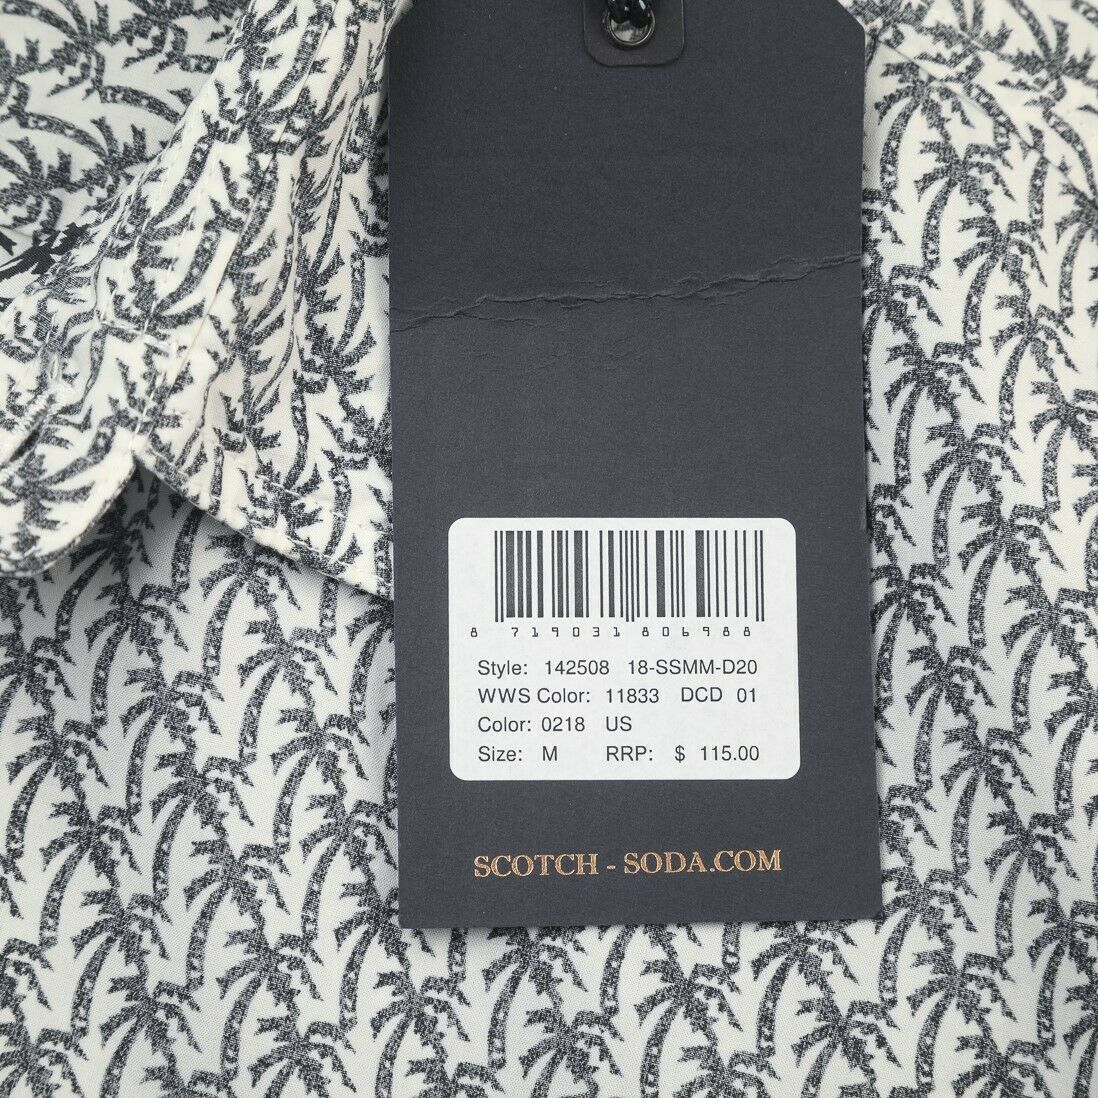 8 719031 806988
Style: 142508 18-SSMM-D20
WWS Color: 11833 DCD 01
Color: 0218 US
Size: M RRP: $ 115.00
SCOTCH - SODA.COM